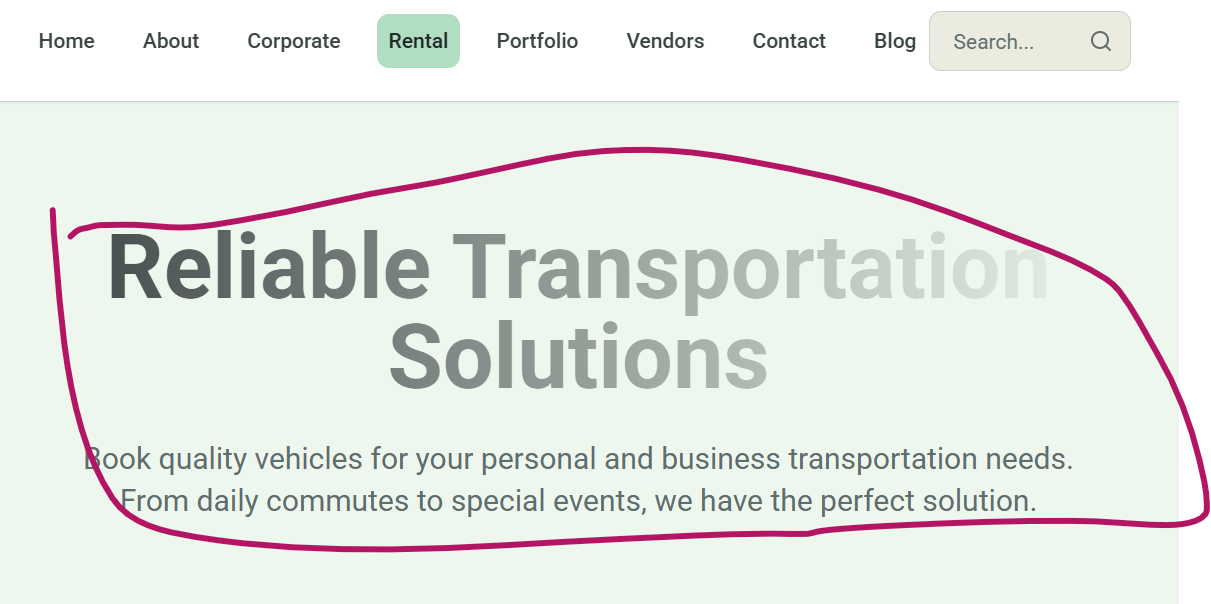 Home About Corporate Rental Portfolio Vendors Contact Blog Search...
Reliable Transportation
Solutions
Book quality vehicles for your personal and business transportation needs.
From daily commutes to special events, we have the perfect solution.